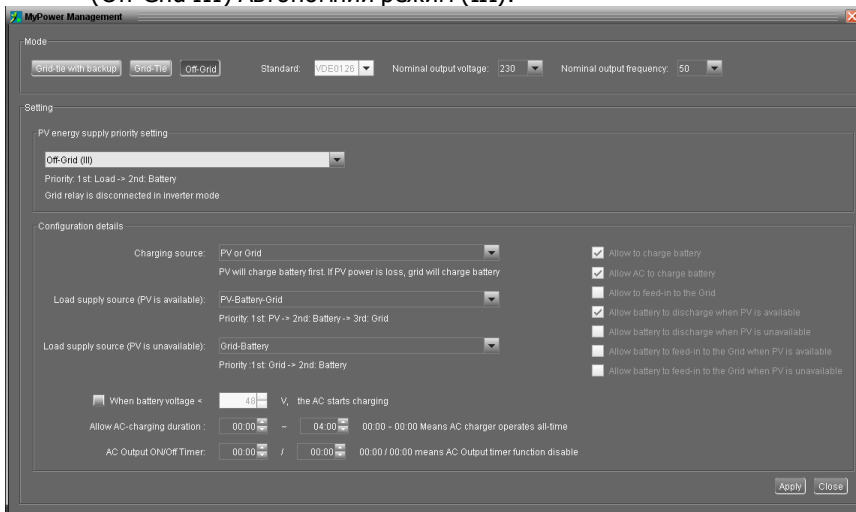 (Off-Grid III) Автономний режим (III).
MyPower Management
Mode
Grid-tie with backup Grid-Tie Off-Grid Standard: VDE0126 Nominal output voltage: 230 Nominal output frequency: 50
Setting
PV energy supply priority setting
Off-Grid (III)
Priority: 1st: Load -> 2nd: Battery
Grid relay is disconnected in inverter mode
Configuration details
Charging source: PV or Grid
PV will charge battery first. If PV power is loss, grid will charge battery
Load supply source (PV is available): PV-Battery-Grid
Priority: 1st: PV -> 2nd: Battery -> 3rd: Grid
Load supply source (PV is unavailable): Grid-Battery
Priority :1st: Grid -> 2nd: Battery
Allow to charge battery
Allow AC to charge battery
Allow to feed-in to the Grid
Allow battery to discharge when PV is available
Allow battery to discharge when PV is unavailable
Allow battery to feed-in to the Grid when PV is available
Allow battery to feed-in to the Grid when PV is unavailable
When battery voltage < 48 V, the AC starts charging
Allow AC-charging duration : 00:00 – 04:00 00:00 - 00:00 Means AC charger operates all-time
AC Output ON/Off Timer: 00:00 / 00:00 00:00 / 00:00 means AC Output timer function disable
Apply Close